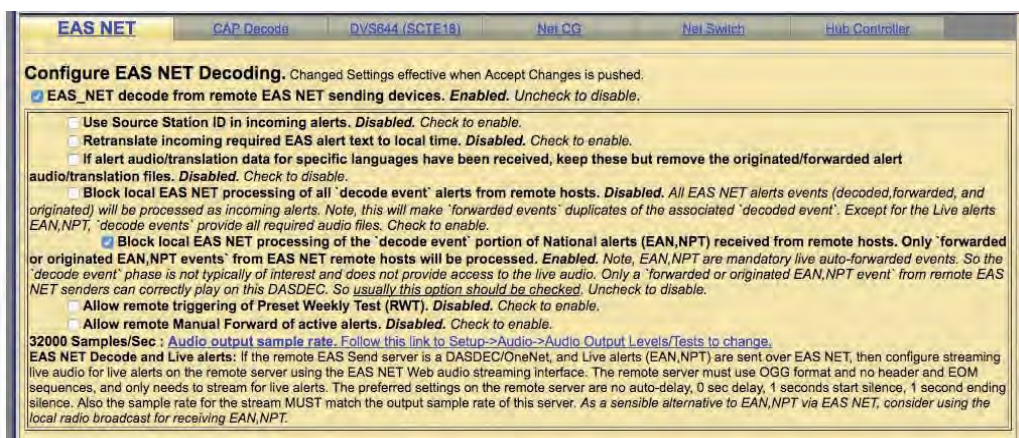 EAS NET CAP Decode DVS644 (SCTE18) Net CG Net Switch Hub Controller
Configure EAS NET Decoding. Changed Settings effective when Accept Changes is pushed.
EAS_NET decode from remote EAS NET sending devices. Enabled. Uncheck to disable.
Use Source Station ID in incoming alerts. Disabled. Check to enable.
Retranslate incoming required EAS alert text to local time. Disabled. Check to enable.
If alert audio/translation data for specific languages have been received, keep these but remove the originated/forwarded alert
audio/translation files. Disabled. Check to disable.
Block local EAS NET processing of all `decode event` alerts from remote hosts. Disabled. All EAS NET alerts events (decoded,forwarded, and
originated) will be processed as incoming alerts. Note, this will make `forwarded events` duplicates of the associated `decoded event`. Except for the Live alerts
EAN,NPT, `decode events` provide all required audio files. Check to enable.
Block local EAS NET processing of the `decode event` portion of National alerts (EAN,NPT) received from remote hosts. Only `forwarded
or originated EAN,NPT events` from EAS NET remote hosts will be processed. Enabled. Note, EAN,NPT are mandatory live auto-forwarded events. So the
`decode event` phase is not typically of interest and does not provide access to the live audio. Only a `forwarded or originated EAN,NPT event` from remote EAS
NET senders can correctly play on this DASDEC. So usually this option should be checked. Uncheck to disable.
Allow remote triggering of Preset Weekly Test (RWT). Disabled. Check to enable.
Allow remote Manual Forward of active alerts. Disabled. Check to enable.
32000 Samples/Sec : Audio output sample rate. Follow this link to Setup->Audio->Audio Output Levels/Tests to change.
EAS NET Decode and Live alerts: If the remote EAS Send server is a DASDEC/OneNet, and Live alerts (EAN,NPT) are sent over EAS NET, then configure streaming
live audio for live alerts on the remote server using the EAS NET Web audio streaming interface. The remote server must use OGG format and no header and EOM
sequences, and only needs to stream for live alerts. The preferred settings on the remote server are no auto-delay, 0 sec delay, 1 seconds start silence, 1 second ending
silence. Also the sample rate for the stream MUST match the output sample rate of this server. As a sensible alternative to EAN,NPT via EAS NET, consider using the
local radio broadcast for receiving EAN,NPT.